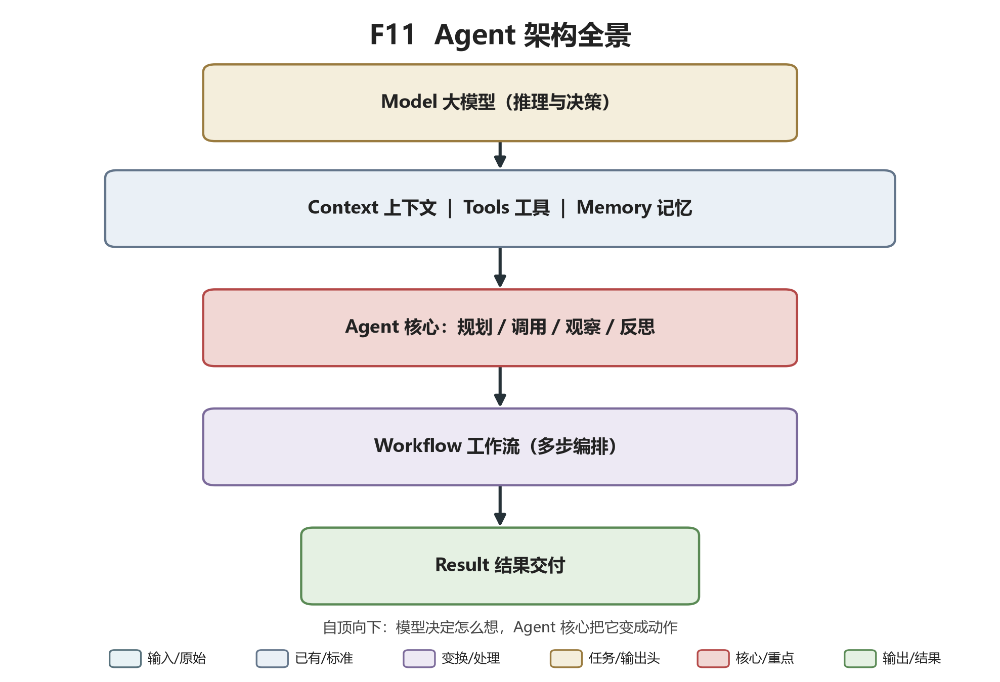 F11 Agent 架构全景
Model 大模型（推理与决策）
Context 上下文 | Tools 工具 | Memory 记忆
Agent 核心：规划 / 调用 / 观察 / 反思
Workflow 工作流（多步编排）
Result 结果交付
自顶向下：模型决定怎么想，Agent 核心把它变成动作
输入/原始 已有/标准 变换/处理 任务/输出头 核心/重点 输出/结果